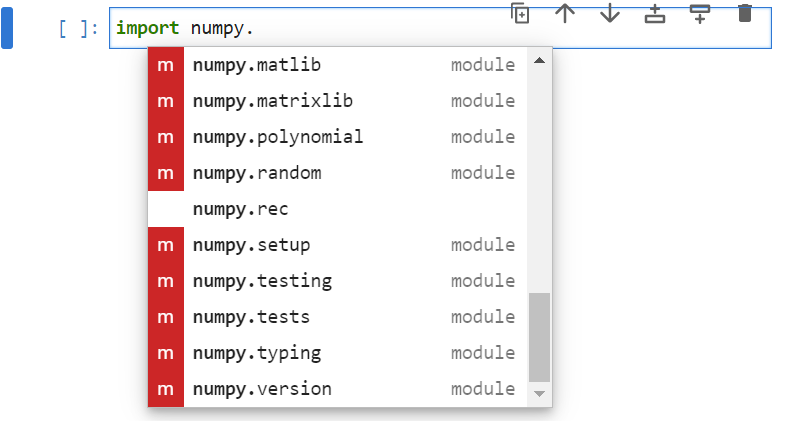 [ ]: import numpy.
m numpy.matlib module
m numpy.matrixlib module
m numpy.polynomial module
m numpy.random module
numpy.rec
m numpy.setup module
m numpy.testing module
m numpy.tests module
m numpy.typing module
m numpy.version module